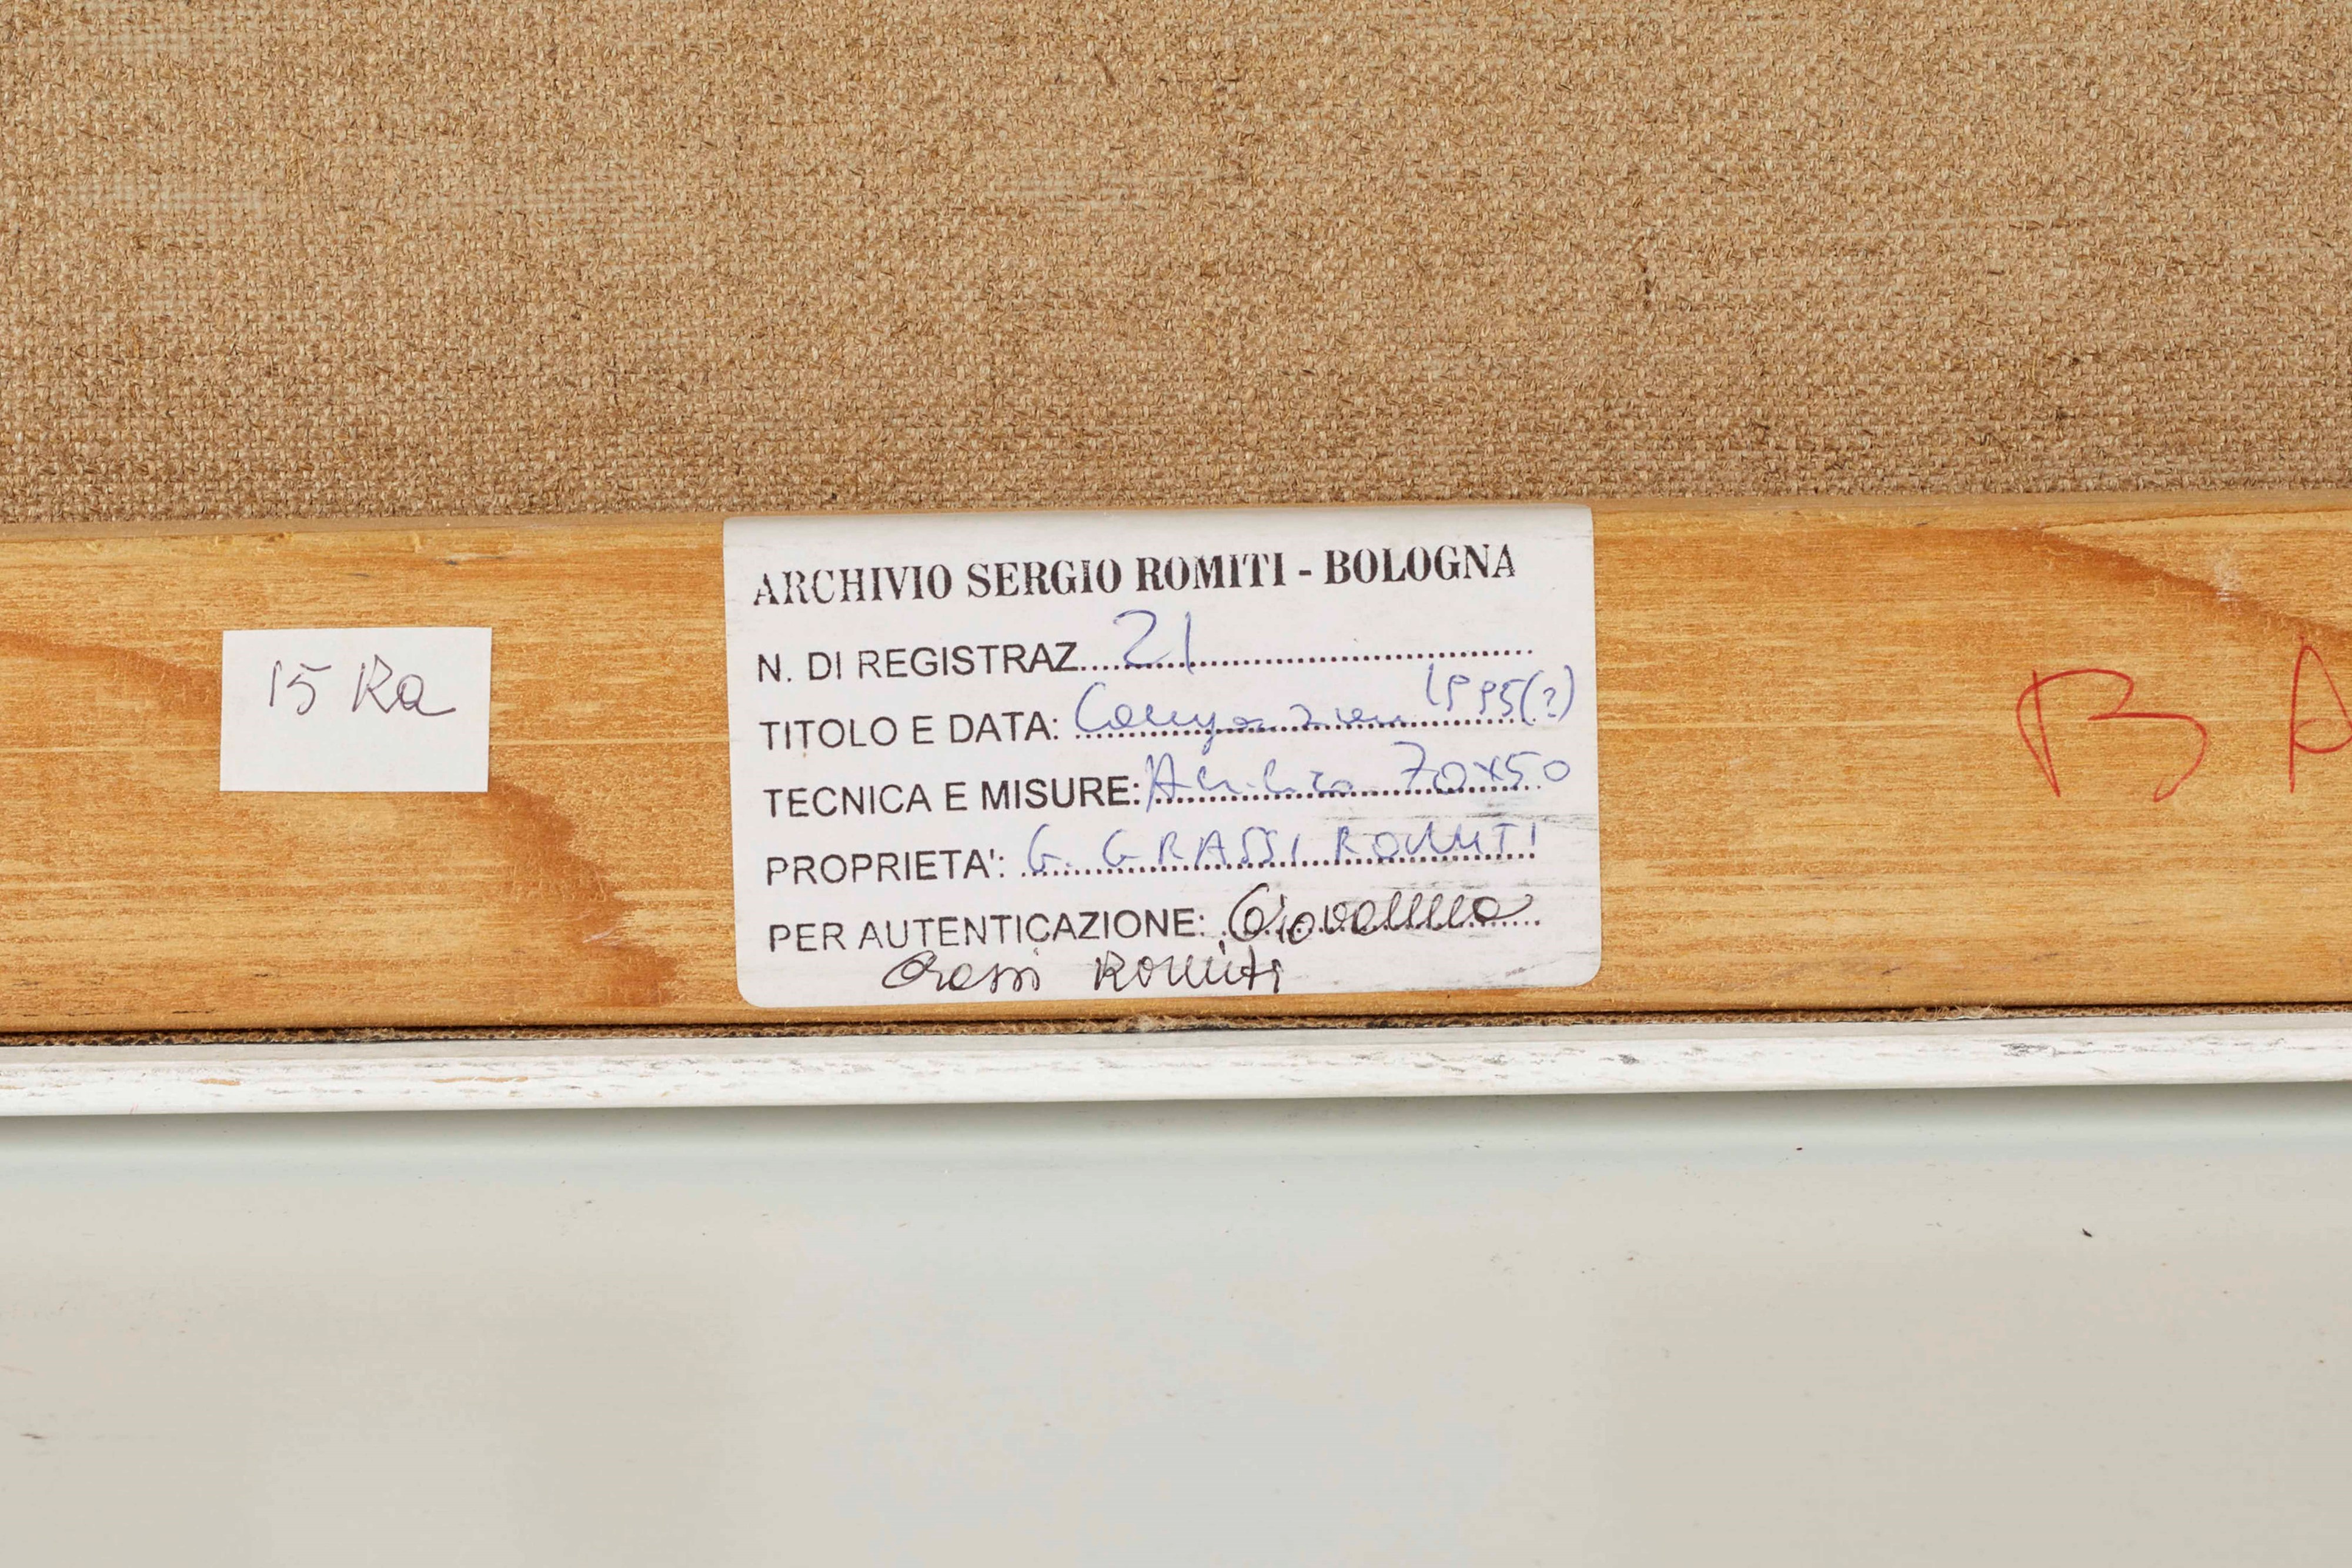 ARCHIVIO SERGIO ROMITI - BOLOGNA
N. DI REGISTRAZ. 21
TITOLO E DATA: Composizione 1995(?)
TECNICA E MISURE: Acrilico 70x50
PROPRIETA': G. GRASSI ROMITI
PER AUTENTICAZIONE: Giovanna
Grassi Romiti
15 Ra
B A